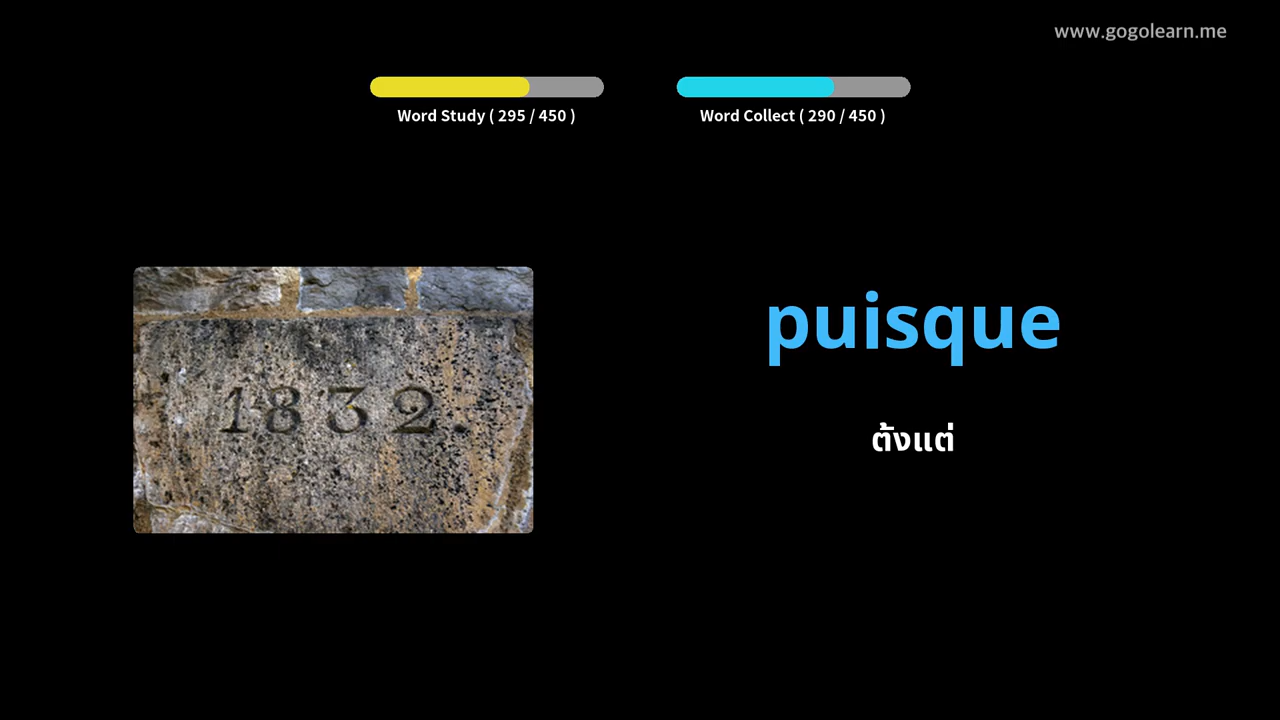 www.gogolearn.me
Word Study ( 295 / 450 )
Word Collect ( 290 / 450 )
1832.
puisque
ตั้งแต่